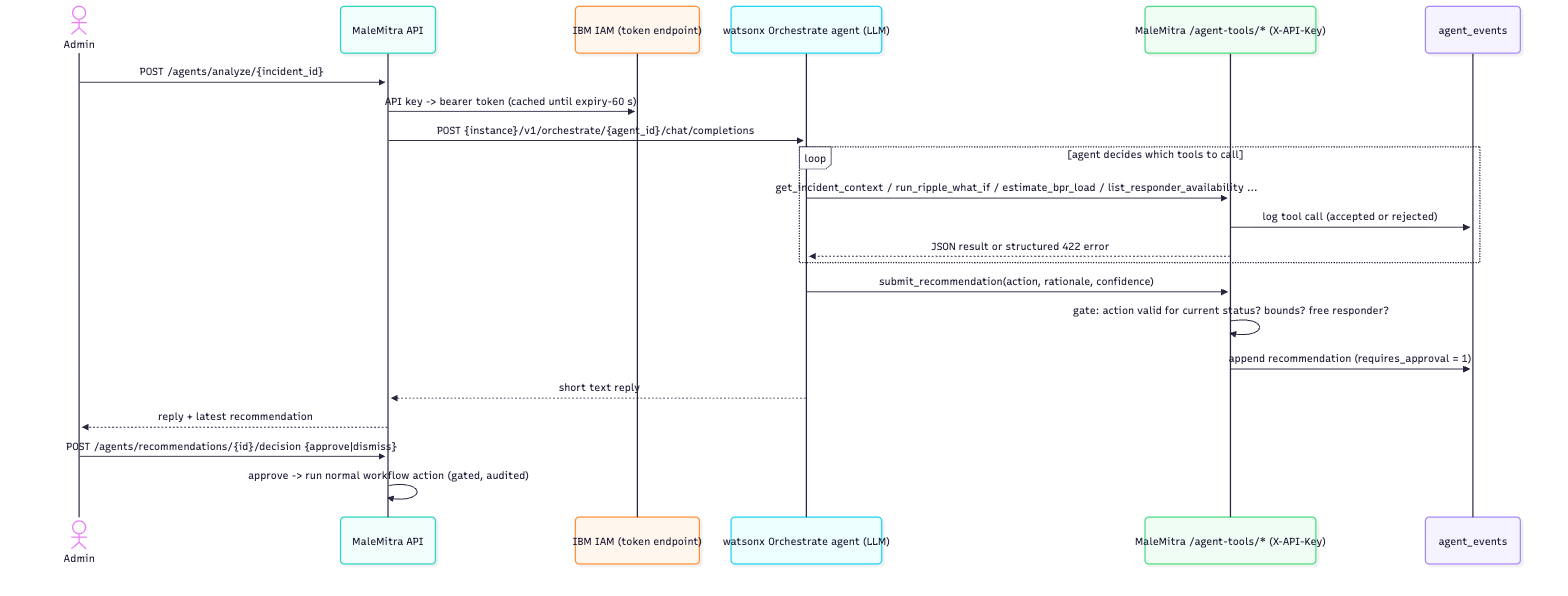 Admin
MaleMitra API
IBM IAM (token endpoint)
watsonx Orchestrate agent (LLM)
MaleMitra /agent-tools/* (X-API-Key)
agent_events
POST /agents/analyze/{incident_id}
API key -> bearer token (cached until expiry-60 s)
POST {instance}/v1/orchestrate/{agent_id}/chat/completions
loop
[agent decides which tools to call]
get_incident_context / run_ripple_what_if / estimate_bpr_load / list_responder_availability ...
log tool call (accepted or rejected)
JSON result or structured 422 error
submit_recommendation(action, rationale, confidence)
gate: action valid for current status? bounds? free responder?
append recommendation (requires_approval = 1)
short text reply
reply + latest recommendation
POST /agents/recommendations/{id}/decision {approve|dismiss}
approve -> run normal workflow action (gated, audited)
Admin
MaleMitra API
IBM IAM (token endpoint)
watsonx Orchestrate agent (LLM)
MaleMitra /agent-tools/* (X-API-Key)
agent_events